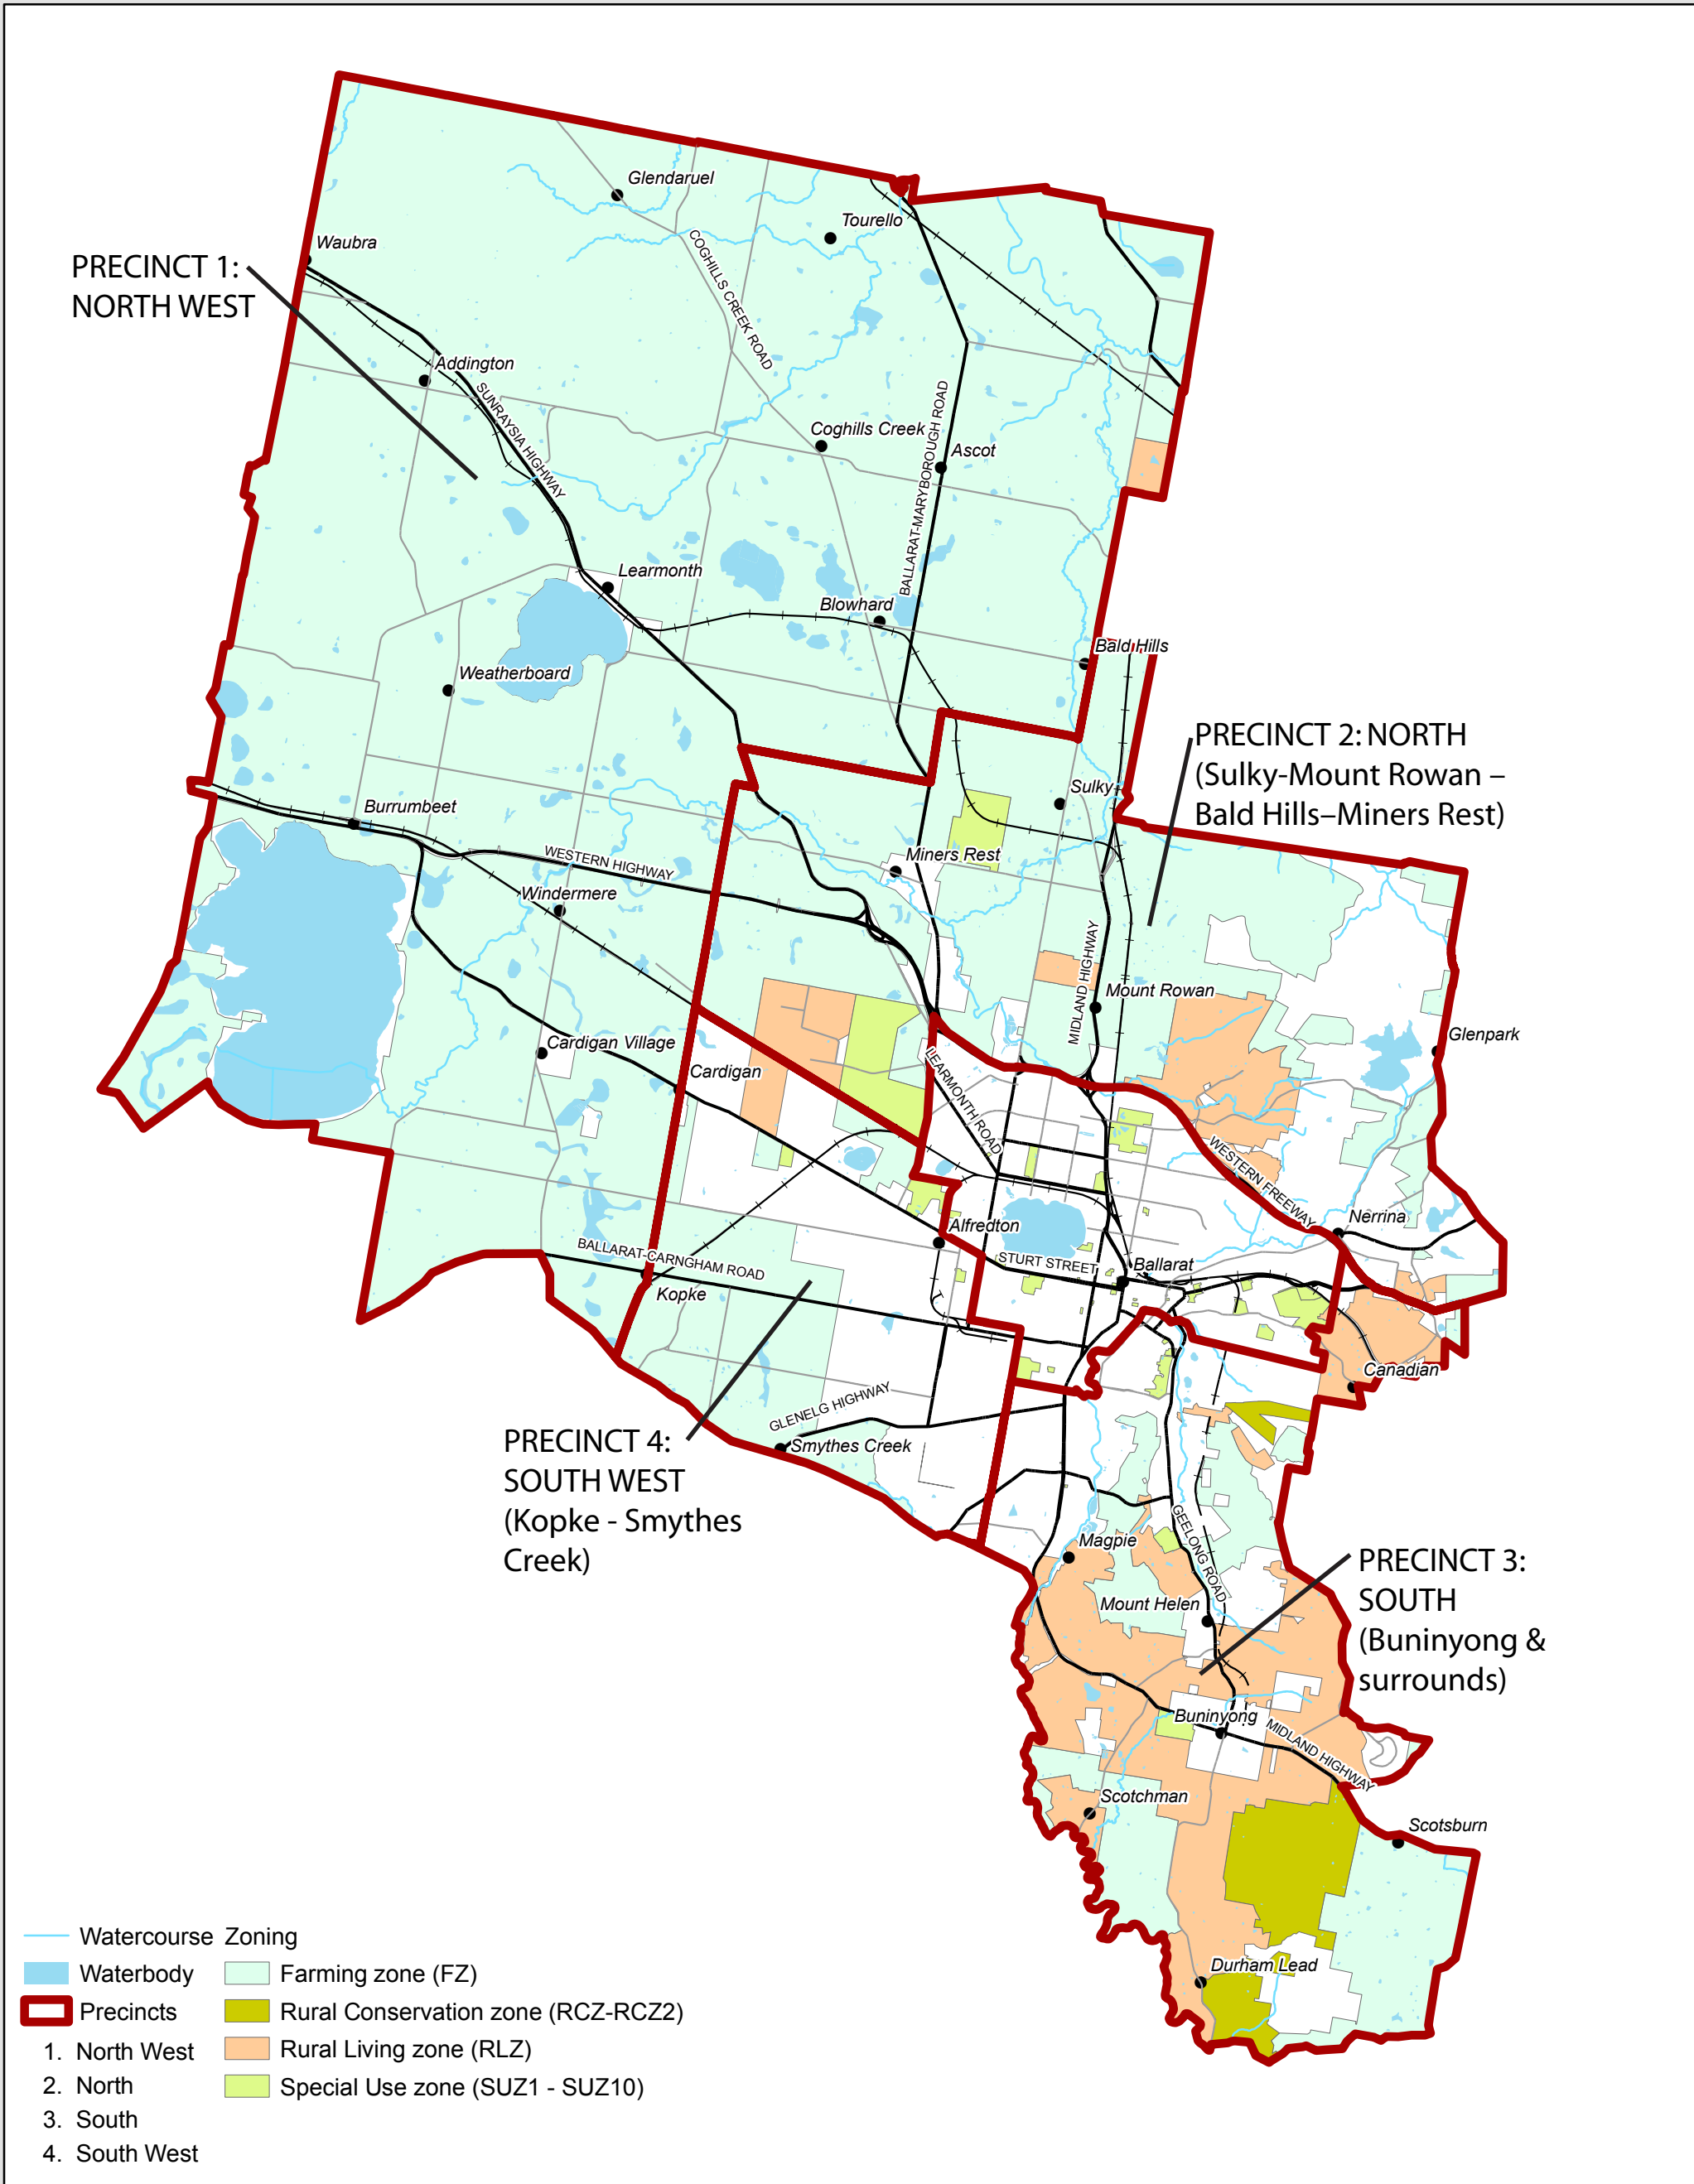 Glendaruel
Tourello
Waubra
PRECINCT 1:
NORTH WEST
COGHILLS CREEK ROAD
Addington
SUNRAYSIA HIGHWAY
BALLARAT-MARYBOROUGH ROAD
Coghills Creek
Ascot
Learmonth
Blowhard
Bald Hills
Weatherboard
PRECINCT 2: NORTH
(Sulky-Mount Rowan –
Bald Hills–Miners Rest)
Sulky
Burrumbeet
WESTERN HIGHWAY
Miners Rest
Windermere
MIDLAND HIGHWAY
Mount Rowan
Glenpark
Cardigan Village
Cardigan
LEARMONTH ROAD
WESTERN FREEWAY
Nerrina
Alfredton
BALLARAT-CARNGHAM ROAD
STURT STREET
Ballarat
Kopke
Canadian
GLENELG HIGHWAY
Smythes Creek
PRECINCT 4:
SOUTH WEST
(Kopke - Smythes
Creek)
GEELONG ROAD
Magpie
PRECINCT 3:
SOUTH
(Buninyong &
surrounds)
Mount Helen
Buninyong
MIDLAND HIGHWAY
Scotchman
Scotsburn
Durham Lead
Watercourse
Waterbody
Precincts
1. North West
2. North
3. South
4. South West
Zoning
Farming zone (FZ)
Rural Conservation zone (RCZ-RCZ2)
Rural Living zone (RLZ)
Special Use zone (SUZ1 - SUZ10)